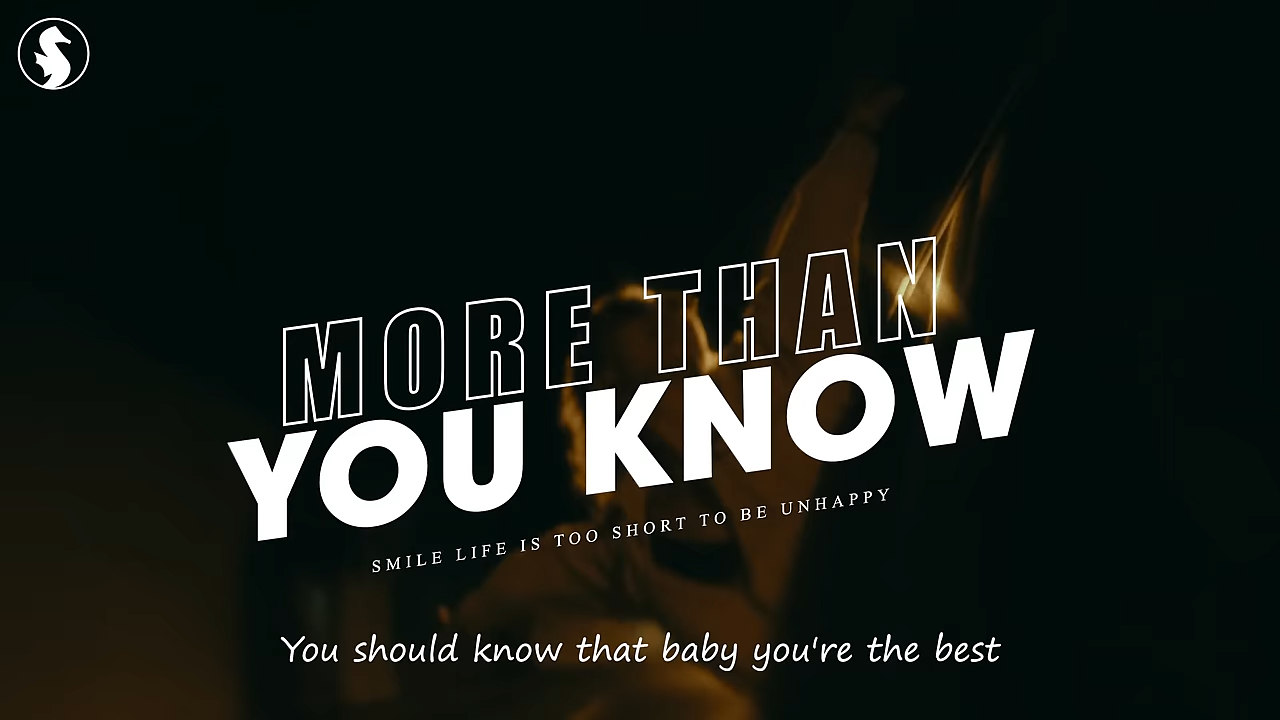 MORE THAN
YOU KNOW
SMILE LIFE IS TOO SHORT TO BE UNHAPPY
You should know that baby you're the best